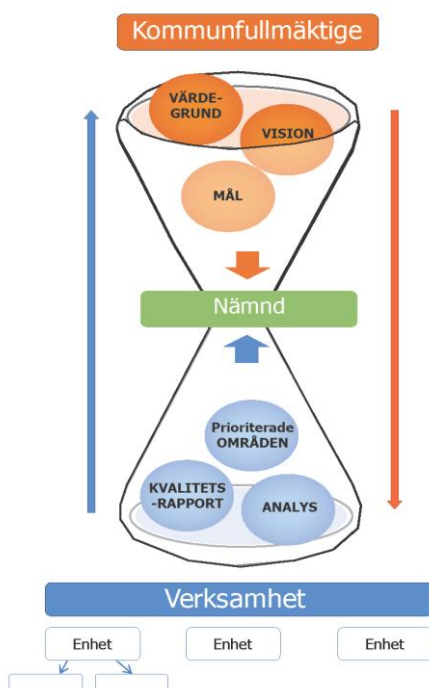 Kommunfullmäktige
VÄRDE-
GRUND
VISION
MÅL
Nämnd
Prioriterade
OMRÅDEN
KVALITETS
-RAPPORT
ANALYS
Verksamhet
Enhet
Enhet
Enhet